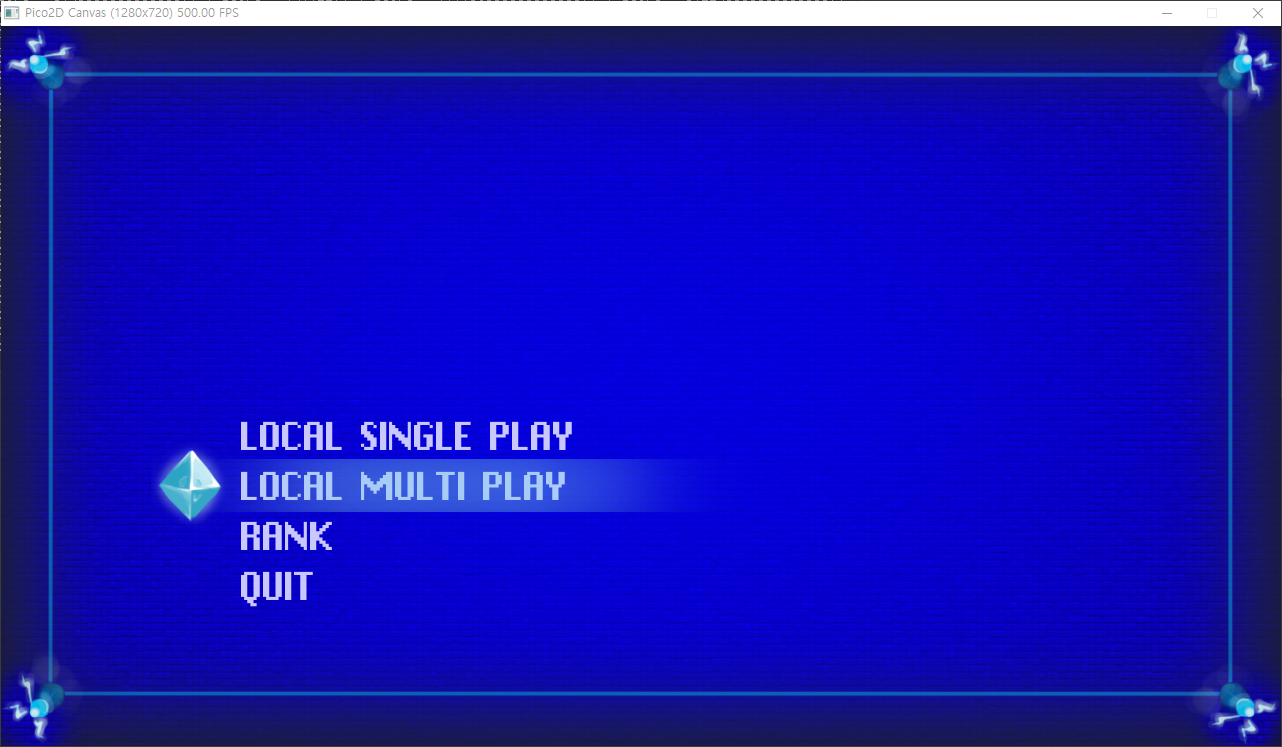 Pico2D Canvas (1280x720) 500.00 FPS
LOCAL SINGLE PLAY
LOCAL MULTI PLAY
RANK
QUIT